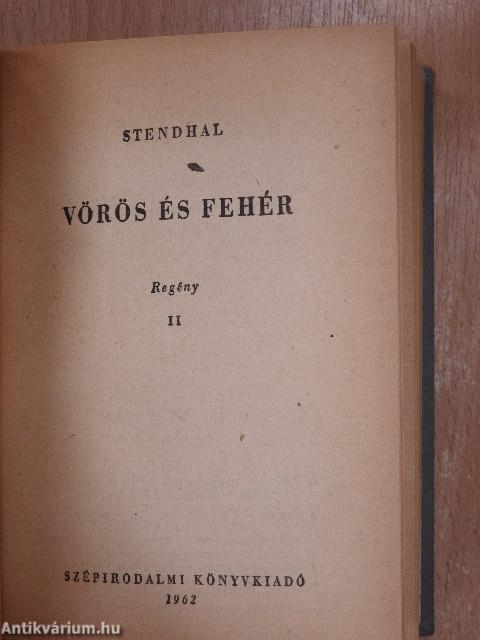 STENDHAL
VÖRÖS ÉS FEHÉR
Regény
II
SZÉPIRODALMI KÖNYVKIADÓ
1962
Antikvárium.hu